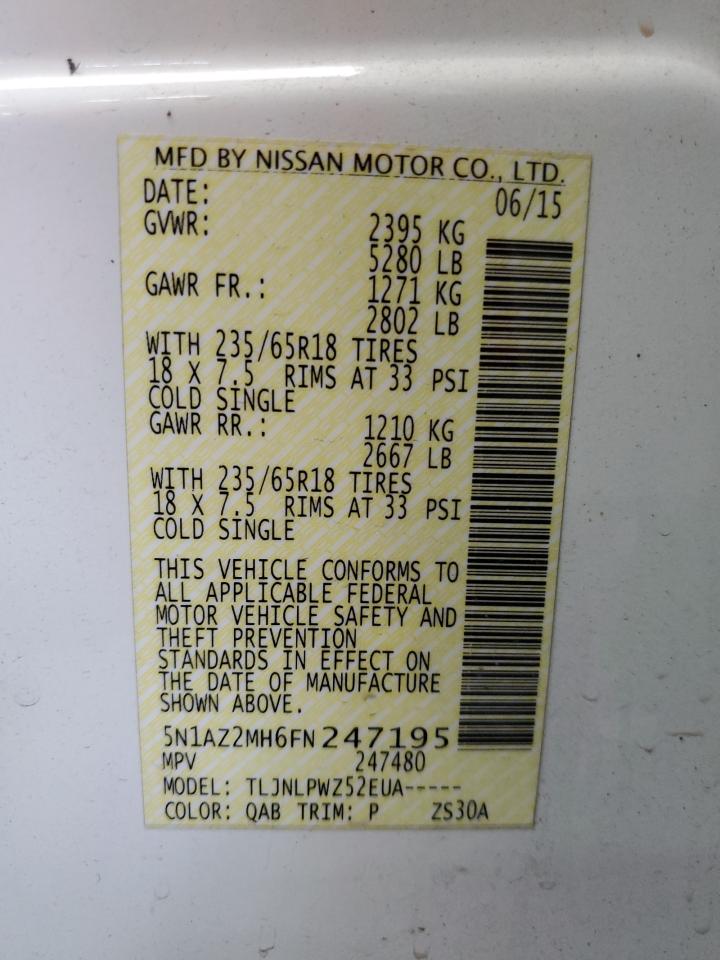 MFD BY NISSAN MOTOR CO., LTD.
DATE: 06/15
GVWR: 2395 KG
5280 LB
GAWR FR.: 1271 KG
2802 LB
WITH 235/65R18 TIRES
18 X 7.5 RIMS AT 33 PSI
COLD SINGLE
GAWR RR.: 1210 KG
2667 LB
WITH 235/65R18 TIRES
18 X 7.5 RIMS AT 33 PSI
COLD SINGLE
THIS VEHICLE CONFORMS TO
ALL APPLICABLE FEDERAL
MOTOR VEHICLE SAFETY AND
THEFT PREVENTION
STANDARDS IN EFFECT ON
THE DATE OF MANUFACTURE
SHOWN ABOVE.
5N1AZ2MH6FN247195
MPV 247480
MODEL: TLJNLPWZ52EUA-----
COLOR: QAB TRIM: P ZS30A